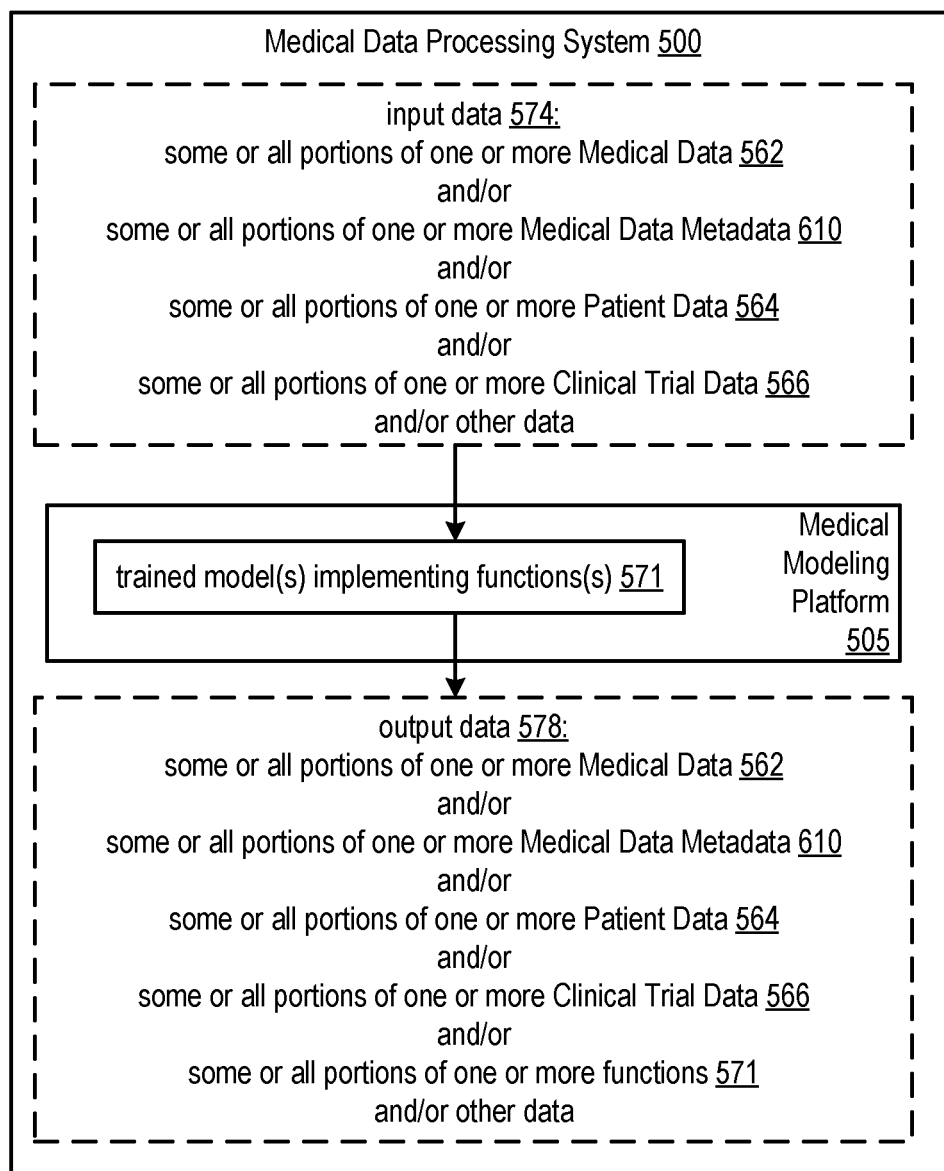 Medical Data Processing System 500
input data 574:
some or all portions of one or more Medical Data 562
and/or
some or all portions of one or more Medical Data Metadata 610
and/or
some or all portions of one or more Patient Data 564
and/or
some or all portions of one or more Clinical Trial Data 566
and/or other data
trained model(s) implementing functions(s) 571
Medical
Modeling
Platform
505
output data 578:
some or all portions of one or more Medical Data 562
and/or
some or all portions of one or more Medical Data Metadata 610
and/or
some or all portions of one or more Patient Data 564
and/or
some or all portions of one or more Clinical Trial Data 566
and/or
some or all portions of one or more functions 571
and/or other data